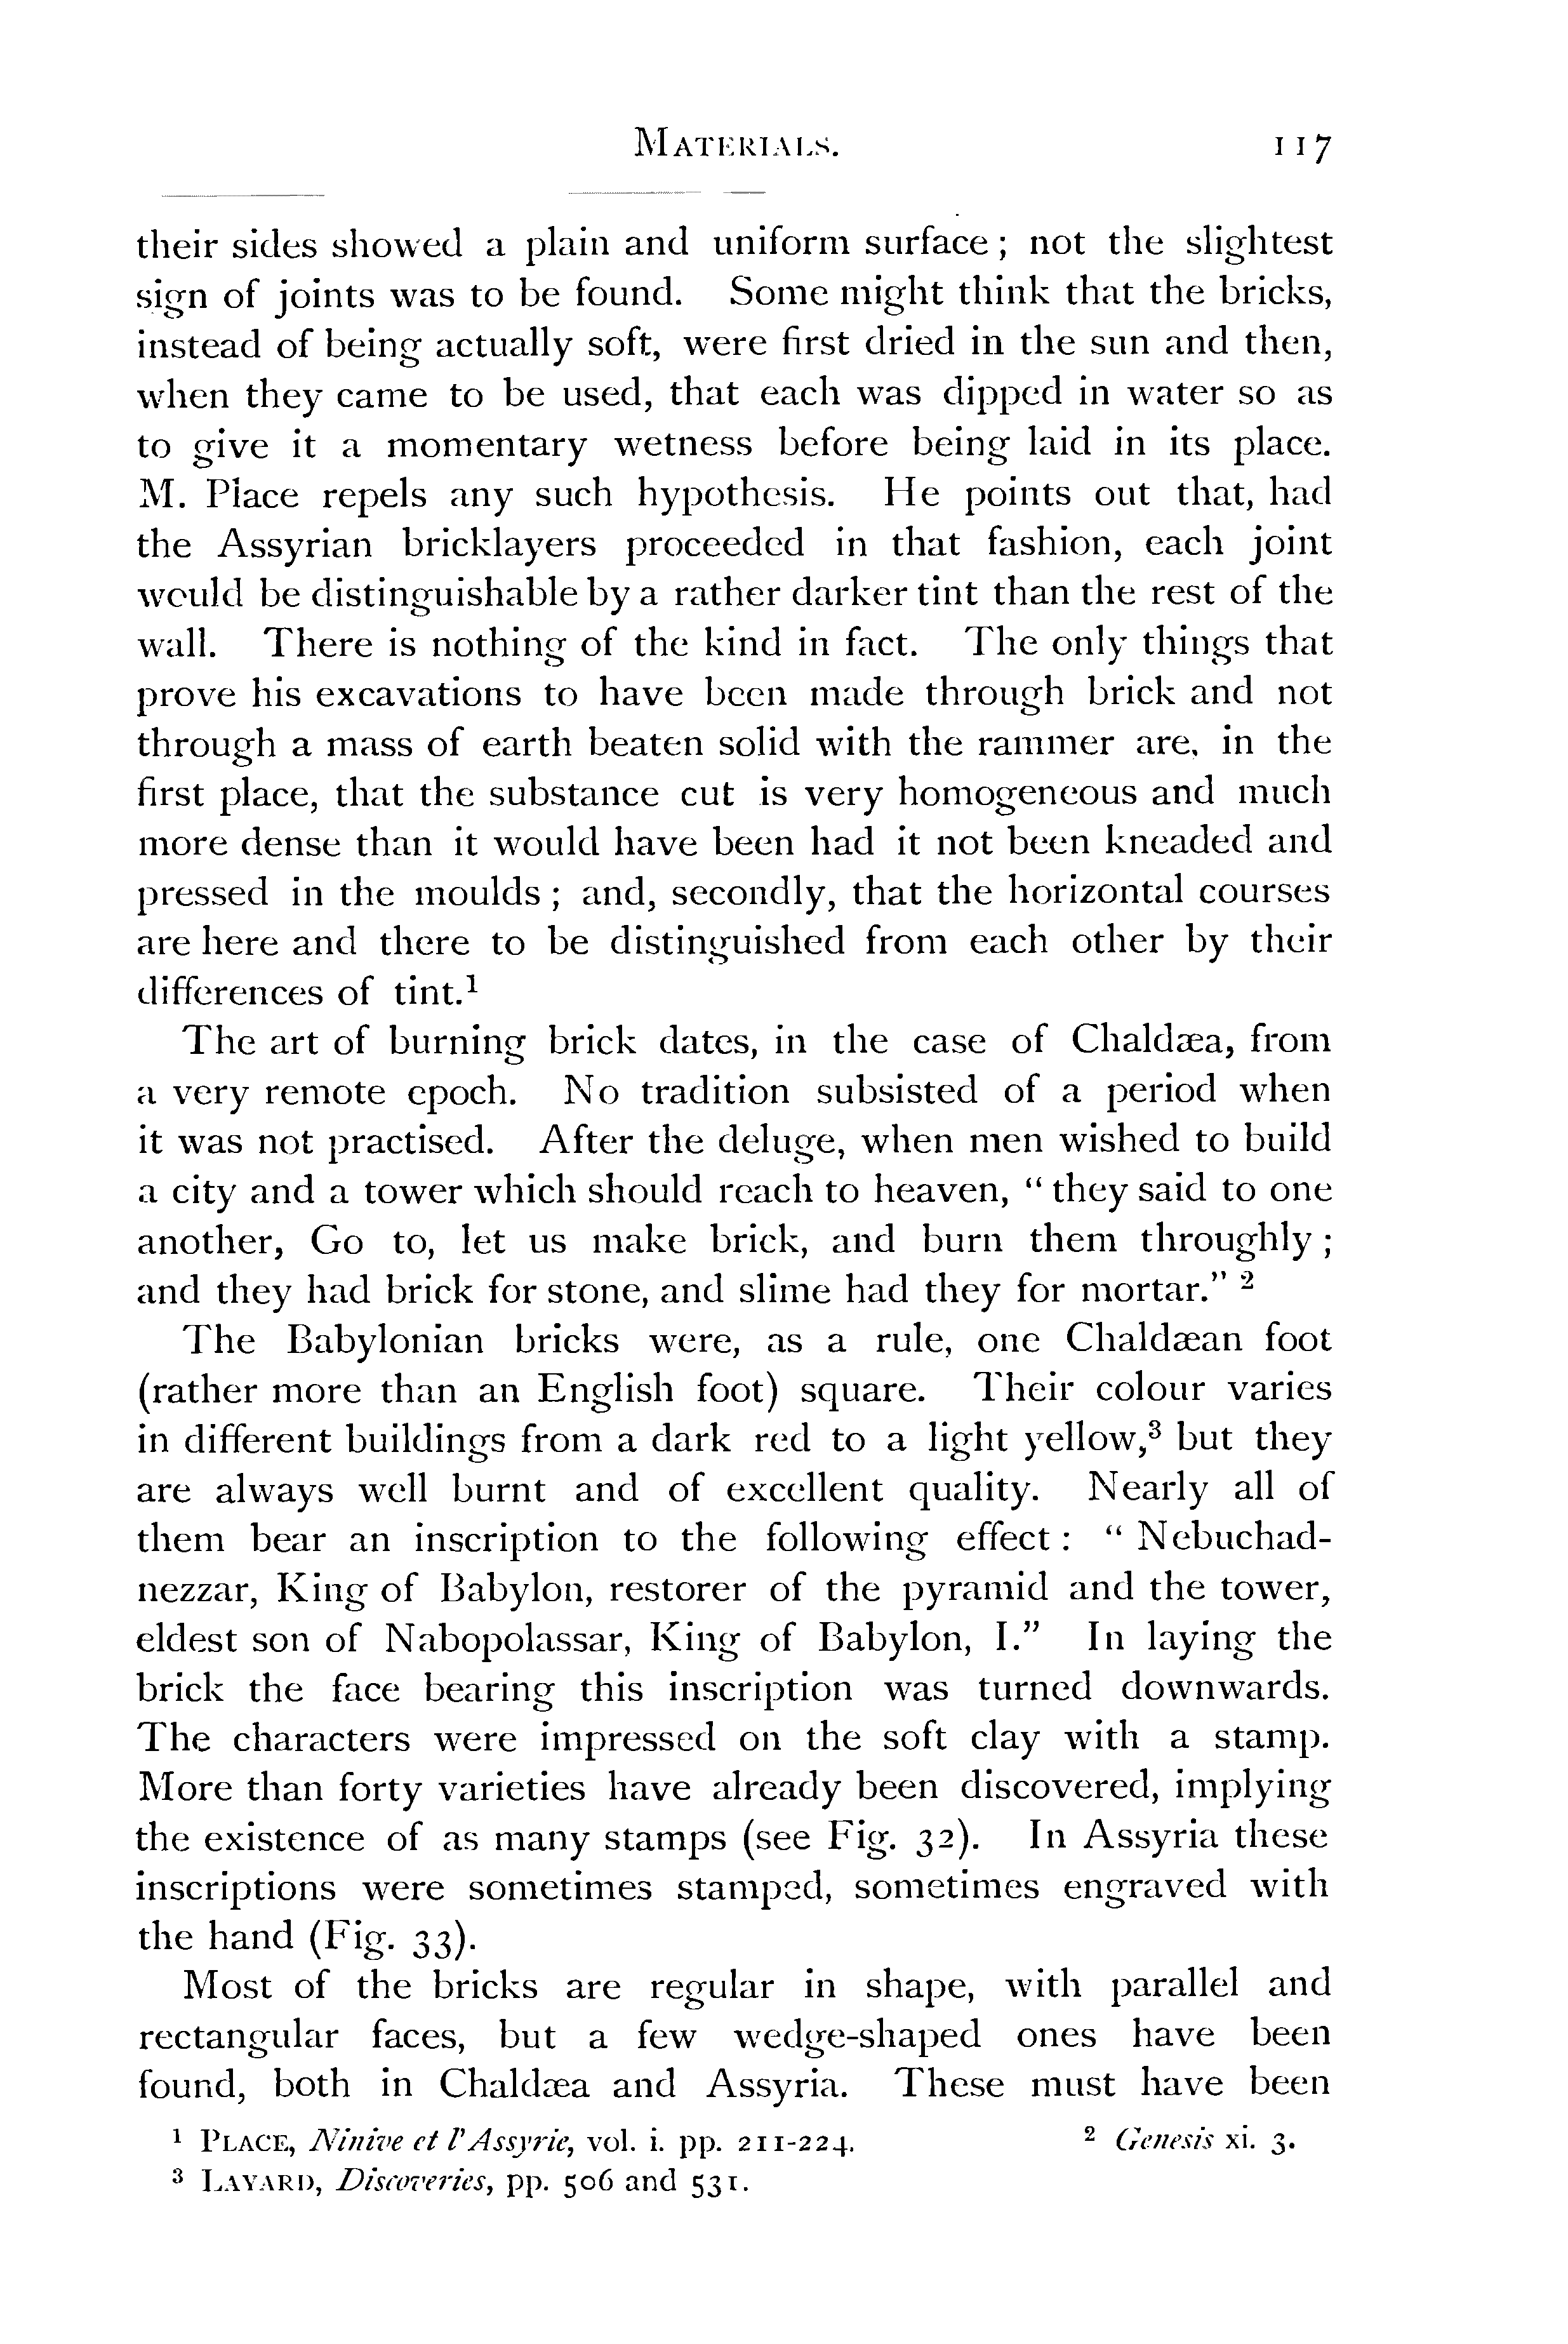 MATERIALS. 117
their sides showed a plain and uniform surface ; not the slightest
sign of joints was to be found. Some might think that the bricks,
instead of being actually soft, were first dried in the sun and then,
when they came to be used, that each was dipped in water so as
to give it a momentary wetness before being laid in its place.
M. Place repels any such hypothesis. He points out that, had
the Assyrian bricklayers proceeded in that fashion, each joint
would be distinguishable by a rather darker tint than the rest of the
wall. There is nothing of the kind in fact. The only things that
prove his excavations to have been made through brick and not
through a mass of earth beaten solid with the rammer are, in the
first place, that the substance cut is very homogeneous and much
more dense than it would have been had it not been kneaded and
pressed in the moulds ; and, secondly, that the horizontal courses
are here and there to be distinguished from each other by their
differences of tint.¹
The art of burning brick dates, in the case of Chaldæa, from
a very remote epoch. No tradition subsisted of a period when
it was not practised. After the deluge, when men wished to build
a city and a tower which should reach to heaven, “ they said to one
another, Go to, let us make brick, and burn them throughly ;
and they had brick for stone, and slime had they for mortar.” ²
The Babylonian bricks were, as a rule, one Chaldæan foot
(rather more than an English foot) square. Their colour varies
in different buildings from a dark red to a light yellow,³ but they
are always well burnt and of excellent quality. Nearly all of
them bear an inscription to the following effect : “ Nebuchad-
nezzar, King of Babylon, restorer of the pyramid and the tower,
eldest son of Nabopolassar, King of Babylon, I.” In laying the
brick the face bearing this inscription was turned downwards.
The characters were impressed on the soft clay with a stamp.
More than forty varieties have already been discovered, implying
the existence of as many stamps (see Fig. 32). In Assyria these
inscriptions were sometimes stamped, sometimes engraved with
the hand (Fig. 33).
Most of the bricks are regular in shape, with parallel and
rectangular faces, but a few wedge-shaped ones have been
found, both in Chaldæa and Assyria. These must have been
¹ PLACE, Ninive et l’Assyrie, vol. i. pp. 211-224. ² Genesis xi. 3.
³ LAYARD, Discoveries, pp. 506 and 531.